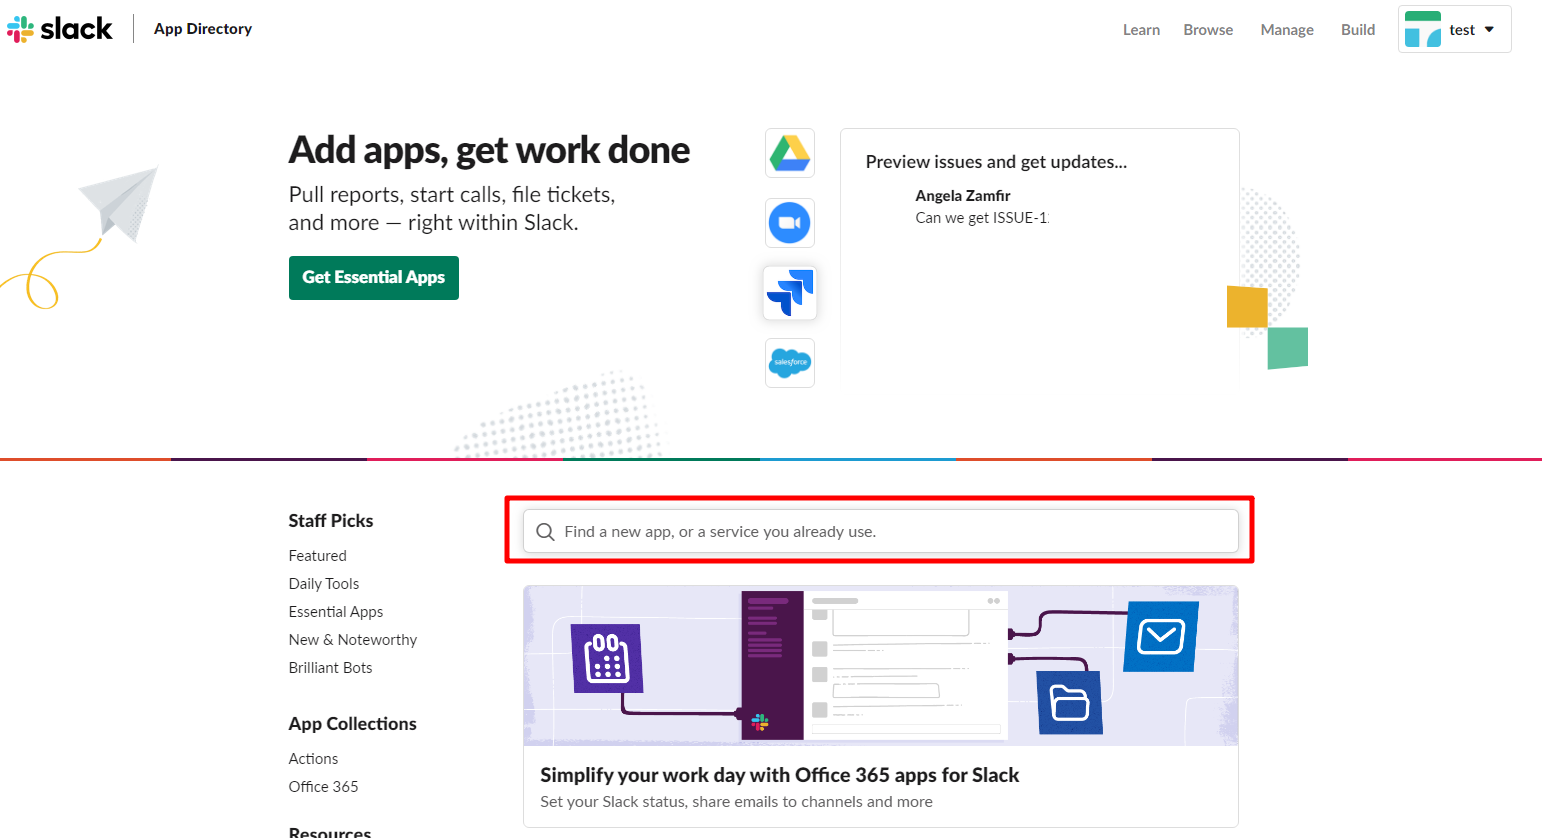 slack
App Directory
Learn
Browse
Manage
Build
test
Add apps, get work done
Pull reports, start calls, file tickets,
and more — right within Slack.
Get Essential Apps
salesforce
Preview issues and get updates...
Angela Zamfir
Can we get ISSUE-1
Staff Picks
Featured
Daily Tools
Essential Apps
New & Noteworthy
Brilliant Bots
App Collections
Actions
Office 365
Resources
Find a new app, or a service you already use.
Simplify your work day with Office 365 apps for Slack
Set your Slack status, share emails to channels and more